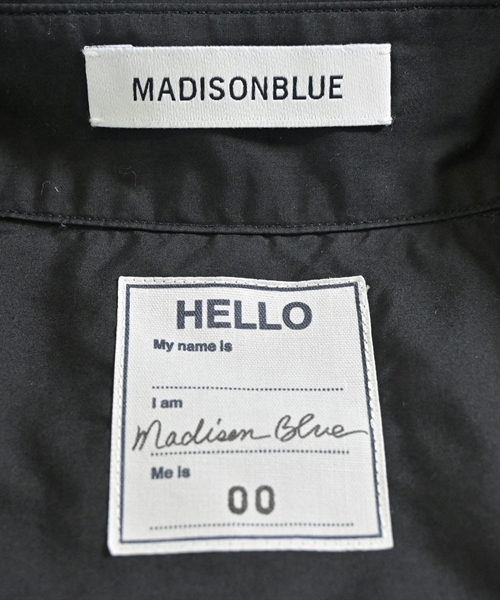 MADISONBLUE
HELLO
My name is
I am
Madison Blue
Me is
00